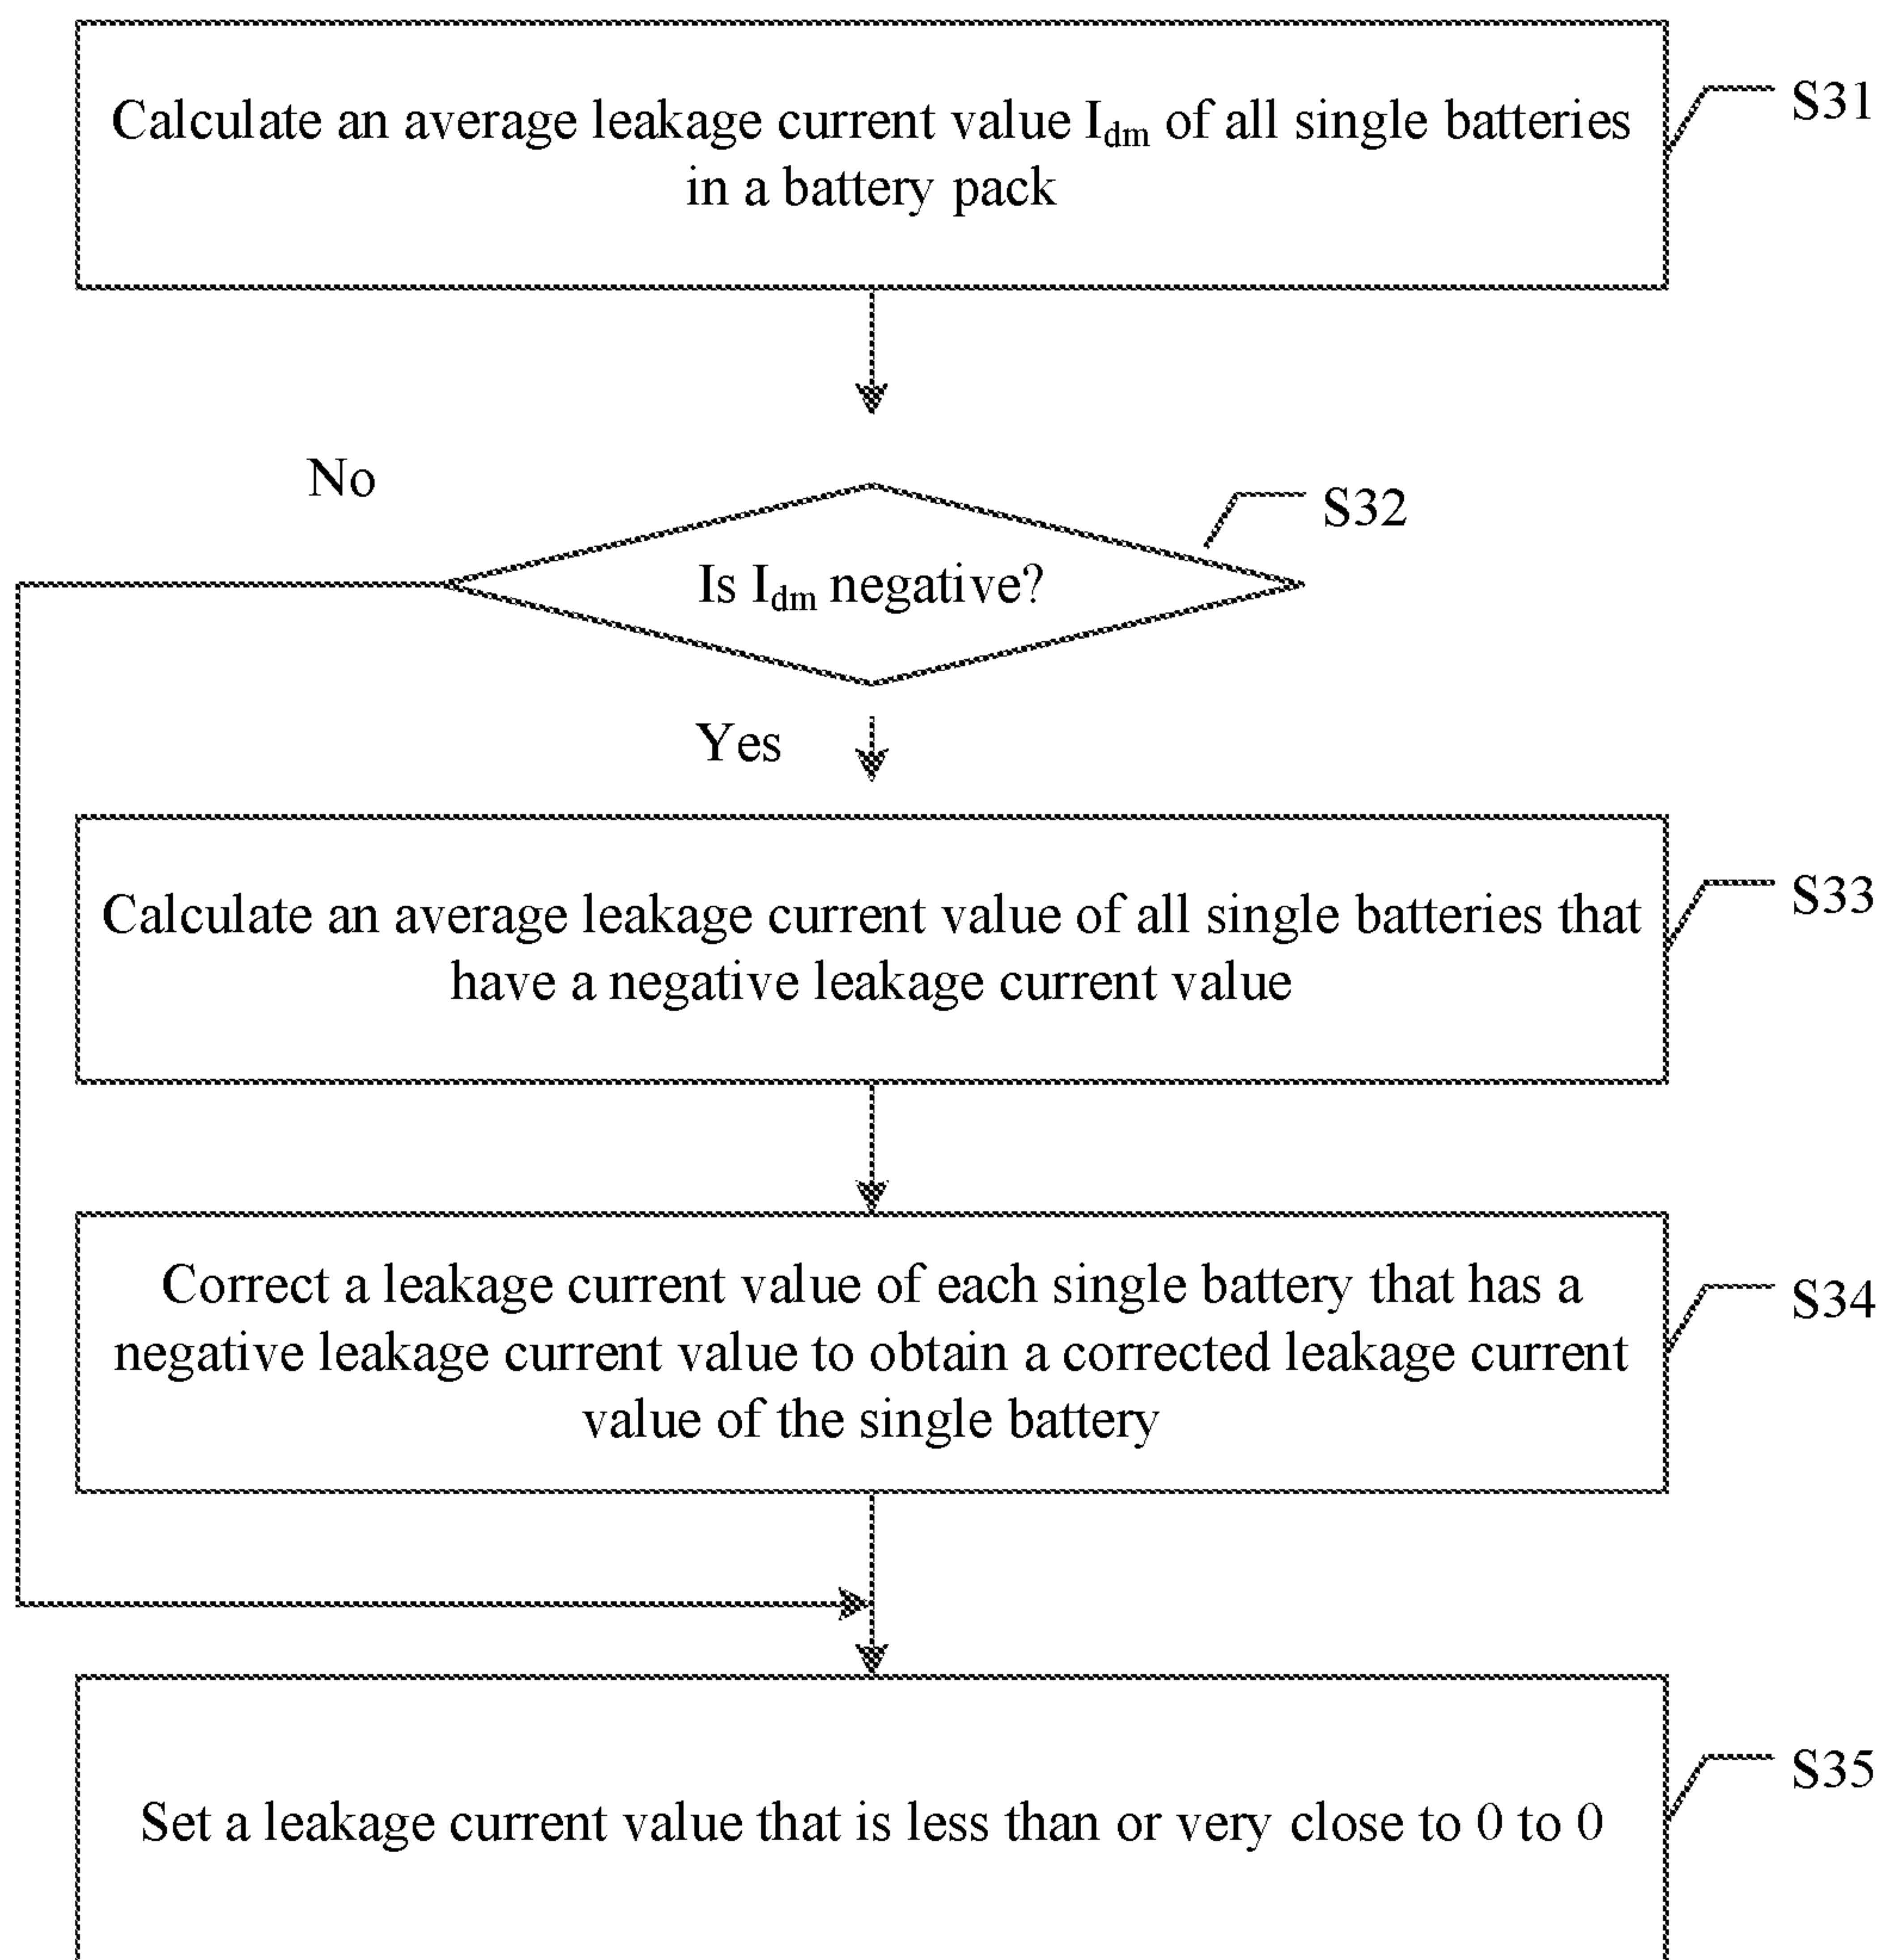 Calculate an average leakage current value Idm of all single batteries
in a battery pack
S31
No
S32
Is Idm negative?
Yes
Calculate an average leakage current value of all single batteries that
have a negative leakage current value
S33
Correct a leakage current value of each single battery that has a
negative leakage current value to obtain a corrected leakage current
value of the single battery
S34
Set a leakage current value that is less than or very close to 0 to 0
S35